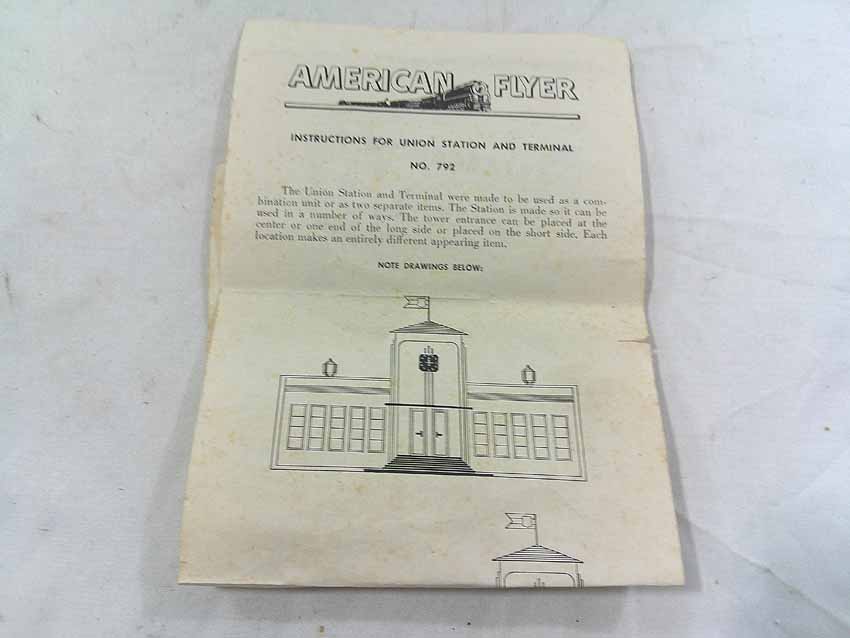 AMERICAN FLYER
INSTRUCTIONS FOR UNION STATION AND TERMINAL
NO. 792
The Union Station and Terminal were made to be used as a com-
bination unit or as two separate items. The Station is made so it can be
used in a number of ways. The tower entrance can be placed at the
center or one end of the long side or placed on the short side. Each
location makes an entirely different appearing item.
NOTE DRAWINGS BELOW: